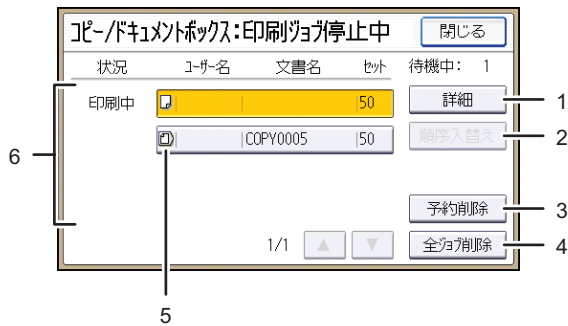 コピー/ドキュメントボックス:印刷ジョブ停止中 閉じる
状況 ユーザー名 文書名 セット 待機中: 1
印刷中 50 詳細 1
COPY0005 50 順序入替え 2
6
予約削除 3
1/1 ▲ ▼ 全ジョブ削除 4
5